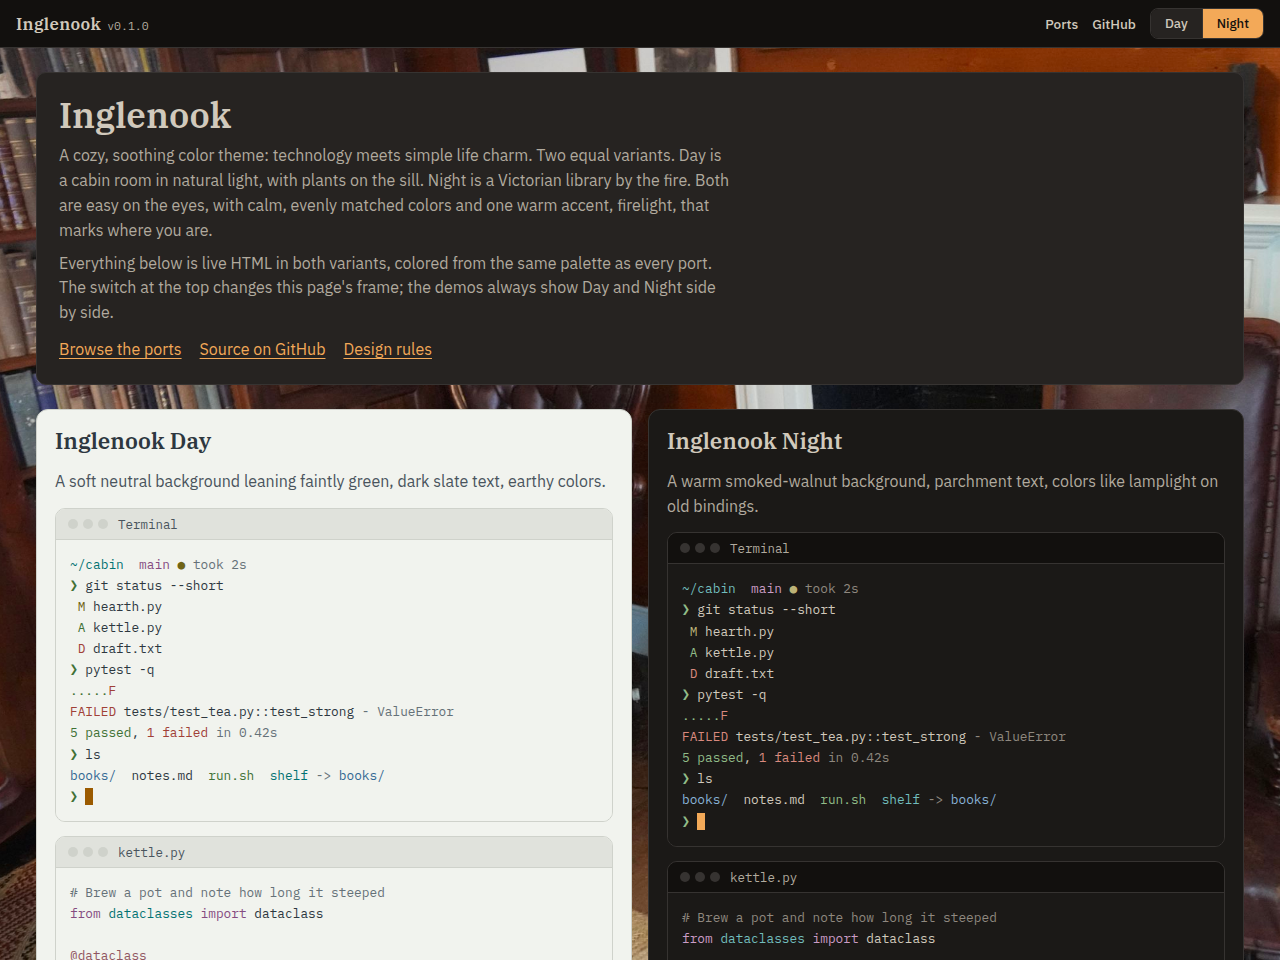 Inglenook v0.1.0
Ports GitHub Day Night
Inglenook
A cozy, soothing color theme: technology meets simple life charm. Two equal variants. Day is
a cabin room in natural light, with plants on the sill. Night is a Victorian library by the fire. Both
are easy on the eyes, with calm, evenly matched colors and one warm accent, firelight, that
marks where you are.
Everything below is live HTML in both variants, colored from the same palette as every port.
The switch at the top changes this page's frame; the demos always show Day and Night side
by side.
Browse the ports Source on GitHub Design rules
Inglenook Day
A soft neutral background leaning faintly green, dark slate text, earthy colors.
Terminal
~/cabin main ● took 2s
❯ git status --short
M hearth.py
A kettle.py
D draft.txt
❯ pytest -q
.....F
FAILED tests/test_tea.py::test_strong - ValueError
5 passed, 1 failed in 0.42s
❯ ls
books/ notes.md run.sh shelf -> books/
❯
kettle.py
# Brew a pot and note how long it steeped
from dataclasses import dataclass
@dataclass
Inglenook Night
A warm smoked-walnut background, parchment text, colors like lamplight on
old bindings.
Terminal
~/cabin main ● took 2s
❯ git status --short
M hearth.py
A kettle.py
D draft.txt
❯ pytest -q
.....F
FAILED tests/test_tea.py::test_strong - ValueError
5 passed, 1 failed in 0.42s
❯ ls
books/ notes.md run.sh shelf -> books/
❯
kettle.py
# Brew a pot and note how long it steeped
from dataclasses import dataclass